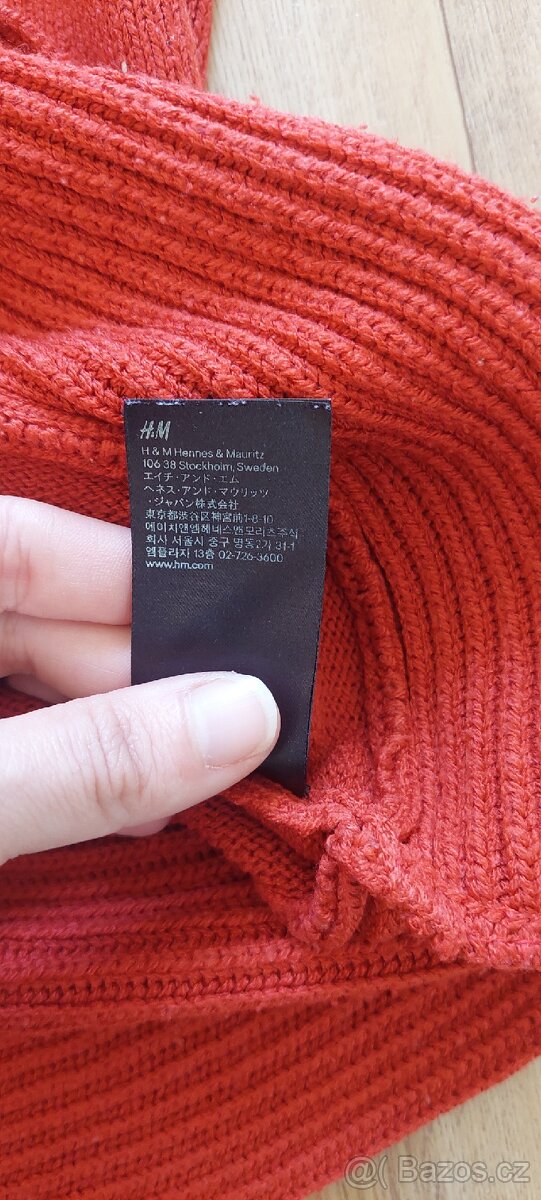 H&M
H & M Hennes & Mauritz
106 38 Stockholm, Sweden
エイチ・アンド・エム
ヘネス・アンド・マウリッツ
・ジャパン株式会社
東京都渋谷区神宮前1-8-10
에이치앤엠헤네스앤모리츠주식
회사 서울시 중구 명동2가 31-1
엠플라자 13층 02-726-3600
www.hm.com
@ Bazos.cz